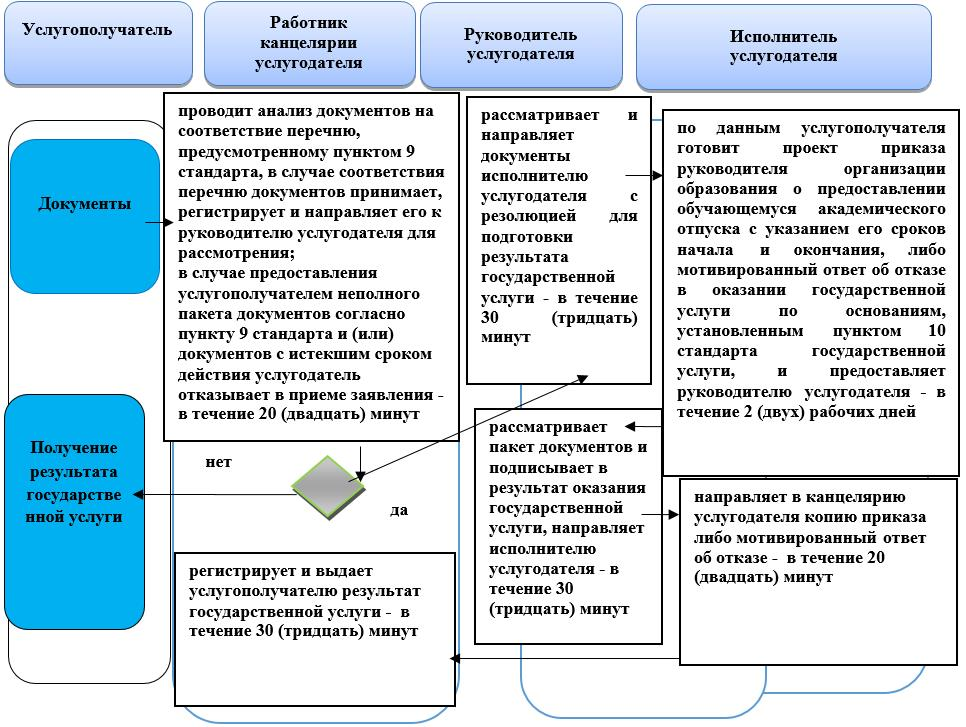 Услугополучатель
Работник
канцелярии
услугодателя
Руководитель
услугодателя
Исполнитель
услугодателя
Документы
проводит анализ документов на
соответствие перечню,
предусмотренному пунктом 9
стандарта, в случае соответствия
перечню документов принимает,
регистрирует и направляет его к
руководителю услугодателя для
рассмотрения;
в случае предоставления
услугополучателем неполного
пакета документов согласно
пункту 9 стандарта и (или)
документов с истекшим сроком
действия услугодатель
отказывает в приеме заявления -
в течение 20 (двадцать) минут
рассматривает и
направляет
документы
исполнителю
услугодателя с
резолюцией для
подготовки
результата
государственной
услуги - в течение
30 (тридцать)
минут
по данным услугополучателя
готовит проект приказа
руководителя организации
образования о предоставлении
обучающемуся академического
отпуска с указанием его сроков
начала и окончания, либо
мотивированный ответ об отказе
в оказании государственной
услуги по основаниям,
установленным пунктом 10
стандарта государственной
услуги, и предоставляет
руководителю услугодателя - в
течение 2 (двух) рабочих дней
Получение
результата
государстве
нной услуги
нет
да
рассматривает
пакет документов и
подписывает в
результат оказания
государственной
услуги, направляет
исполнителю
услугодателя - в
течение 30
(тридцать) минут
направляет в канцелярию
услугодателя копию приказа
либо мотивированный ответ
об отказе - в течение 20
(двадцать) минут
регистрирует и выдает
услугополучателю результат
государственной услуги - в
течение 30 (тридцать) минут